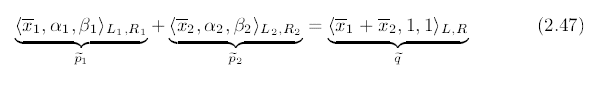 ⟨x̅₁, α₁, β₁⟩_{L₁,R₁} + ⟨x̅₂, α₂, β₂⟩_{L₂,R₂} = ⟨x̅₁ + x̅₂, 1, 1⟩_{L,R} (2.47)
p̃₁ p̃₂ q̃